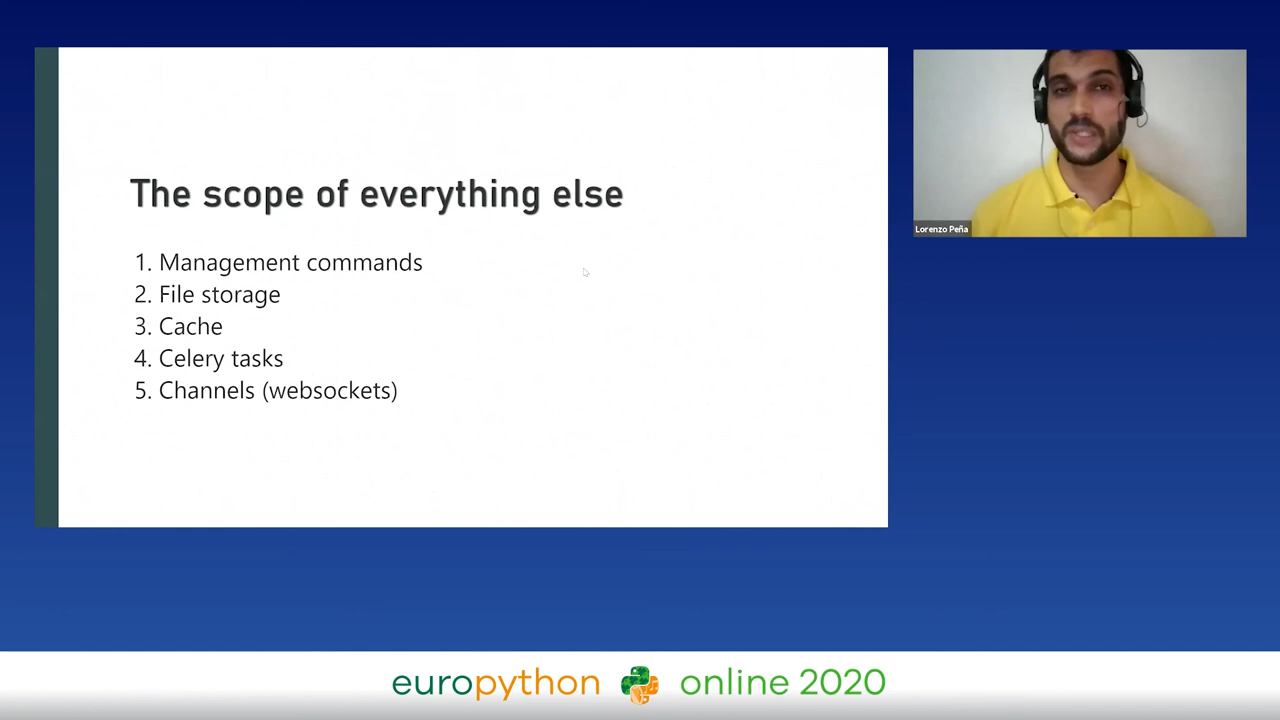 The scope of everything else
1. Management commands
2. File storage
3. Cache
4. Celery tasks
5. Channels (websockets)
Lorenzo Peña
europython online 2020